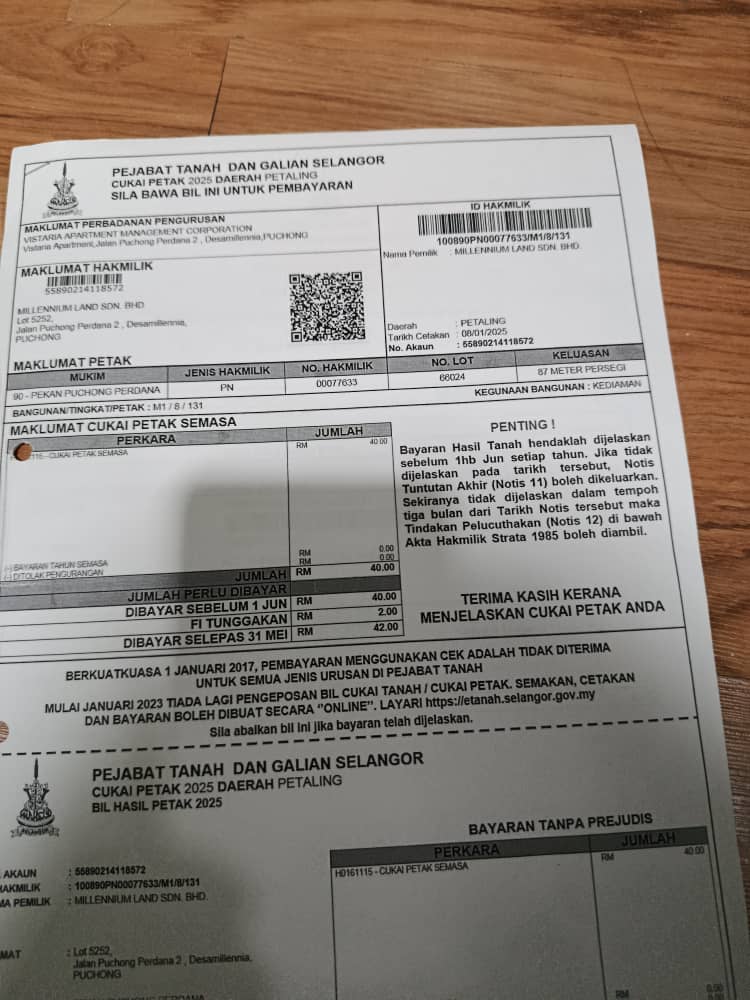 PEJABAT TANAH DAN GALIAN SELANGOR
CUKAI PETAK 2025 DAERAH PETALING
SILA BAWA BIL INI UNTUK PEMBAYARAN
MAKLUMAT PERBADANAN PENGURUSAN
VISTARIA APARTMENT MANAGEMENT CORPORATION
Vistaria Apartment,Jalan Puchong Perdana 2 , Desamillennia,PUCHONG
ID HAKMILIK
100890PN00077633/M1/8/131
Nama Pemilik : MILLENNIUM LAND SDN. BHD.
MAKLUMAT HAKMILIK
55890214118572
MILLENNIUM LAND SDN. BHD.
Lot 5252,
Jalan Puchong Perdana 2 , Desamillennia,
PUCHONG
Daerah : PETALING
Tarikh Cetakan : 08/01/2025
No. Akaun : 55890214118572
MAKLUMAT PETAK
MUKIM JENIS HAKMILIK NO. HAKMILIK NO. LOT KELUASAN
90 - PEKAN PUCHONG PERDANA PN 00077633 66024 87 METER PERSEGI
BANGUNAN/TINGKAT/PETAK : M1 / 8 / 131 KEGUNAAN BANGUNAN : KEDIAMAN
MAKLUMAT CUKAI PETAK SEMASA
PERKARA JUMLAH
- CUKAI PETAK SEMASA RM 40.00
(-) BAYARAN TAHUN SEMASA RM 0.00
(-) DITOLAK PENGURANGAN RM 0.00
JUMLAH RM 40.00
JUMLAH PERLU DIBAYAR
DIBAYAR SEBELUM 1 JUN RM 40.00
FI TUNGGAKAN RM 2.00
DIBAYAR SELEPAS 31 MEI RM 42.00
PENTING !
Bayaran Hasil Tanah hendaklah dijelaskan
sebelum 1hb Jun setiap tahun. Jika tidak
dijelaskan pada tarikh tersebut, Notis
Tuntutan Akhir (Notis 11) boleh dikeluarkan.
Sekiranya tidak dijelaskan dalam tempoh
tiga bulan dari Tarikh Notis tersebut maka
Tindakan Pelucuthakan (Notis 12) di bawah
Akta Hakmilik Strata 1985 boleh diambil.
TERIMA KASIH KERANA
MENJELASKAN CUKAI PETAK ANDA
BERKUATKUASA 1 JANUARI 2017, PEMBAYARAN MENGGUNAKAN CEK ADALAH TIDAK DITERIMA
UNTUK SEMUA JENIS URUSAN DI PEJABAT TANAH
MULAI JANUARI 2023 TIADA LAGI PENGEPOSAN BIL CUKAI TANAH / CUKAI PETAK. SEMAKAN, CETAKAN
DAN BAYARAN BOLEH DIBUAT SECARA "ONLINE". LAYARI https://etanah.selangor.gov.my
Sila abaikan bil ini jika bayaran telah dijelaskan.
PEJABAT TANAH DAN GALIAN SELANGOR
CUKAI PETAK 2025 DAERAH PETALING
BIL HASIL PETAK 2025
BAYARAN TANPA PREJUDIS
PERKARA JUMLAH
H0161115 - CUKAI PETAK SEMASA RM 40.00
AKAUN : 55890214118572
HAKMILIK : 100890PN00077633/M1/8/131
MA PEMILIK : MILLENNIUM LAND SDN. BHD.
MAT : Lot 5252,
Jalan Puchong Perdana 2 , Desamillennia,
PUCHONG
RM 0.00